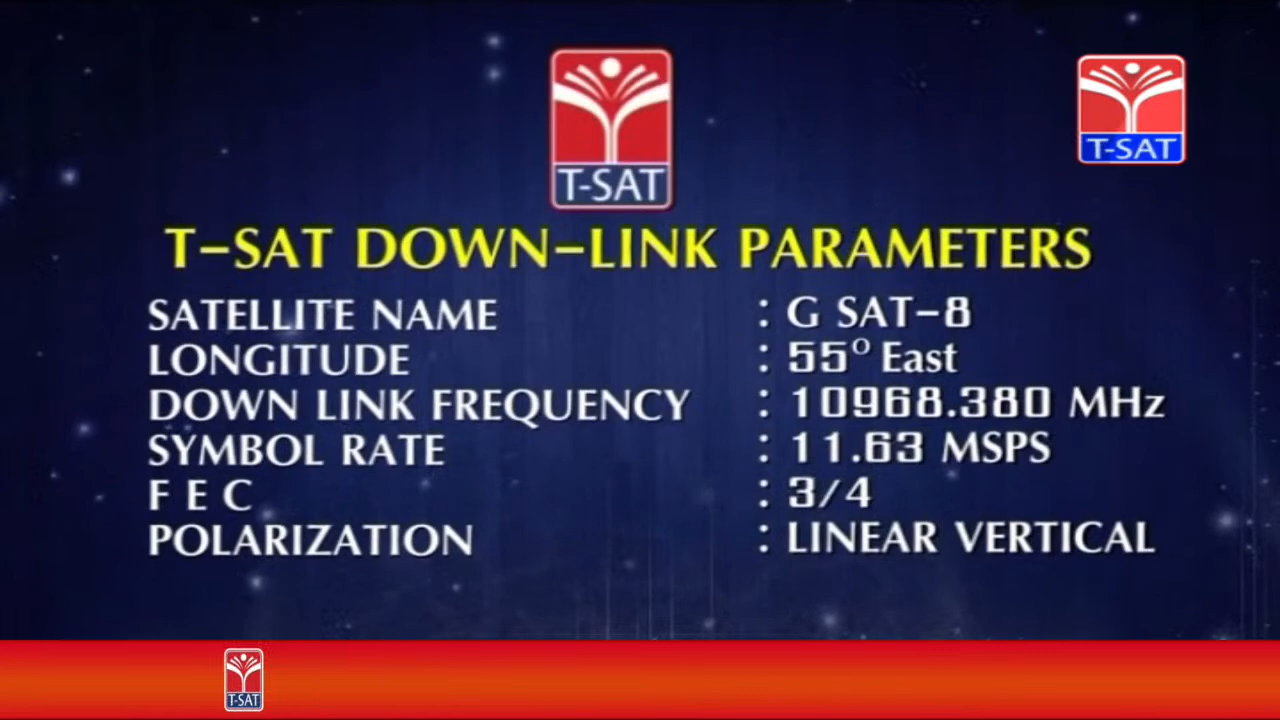 T-SAT
T-SAT
T-SAT DOWN-LINK PARAMETERS
SATELLITE NAME : G SAT-8
LONGITUDE : 55° East
DOWN LINK FREQUENCY : 10968.380 MHz
SYMBOL RATE : 11.63 MSPS
F E C : 3/4
POLARIZATION : LINEAR VERTICAL
T-SAT